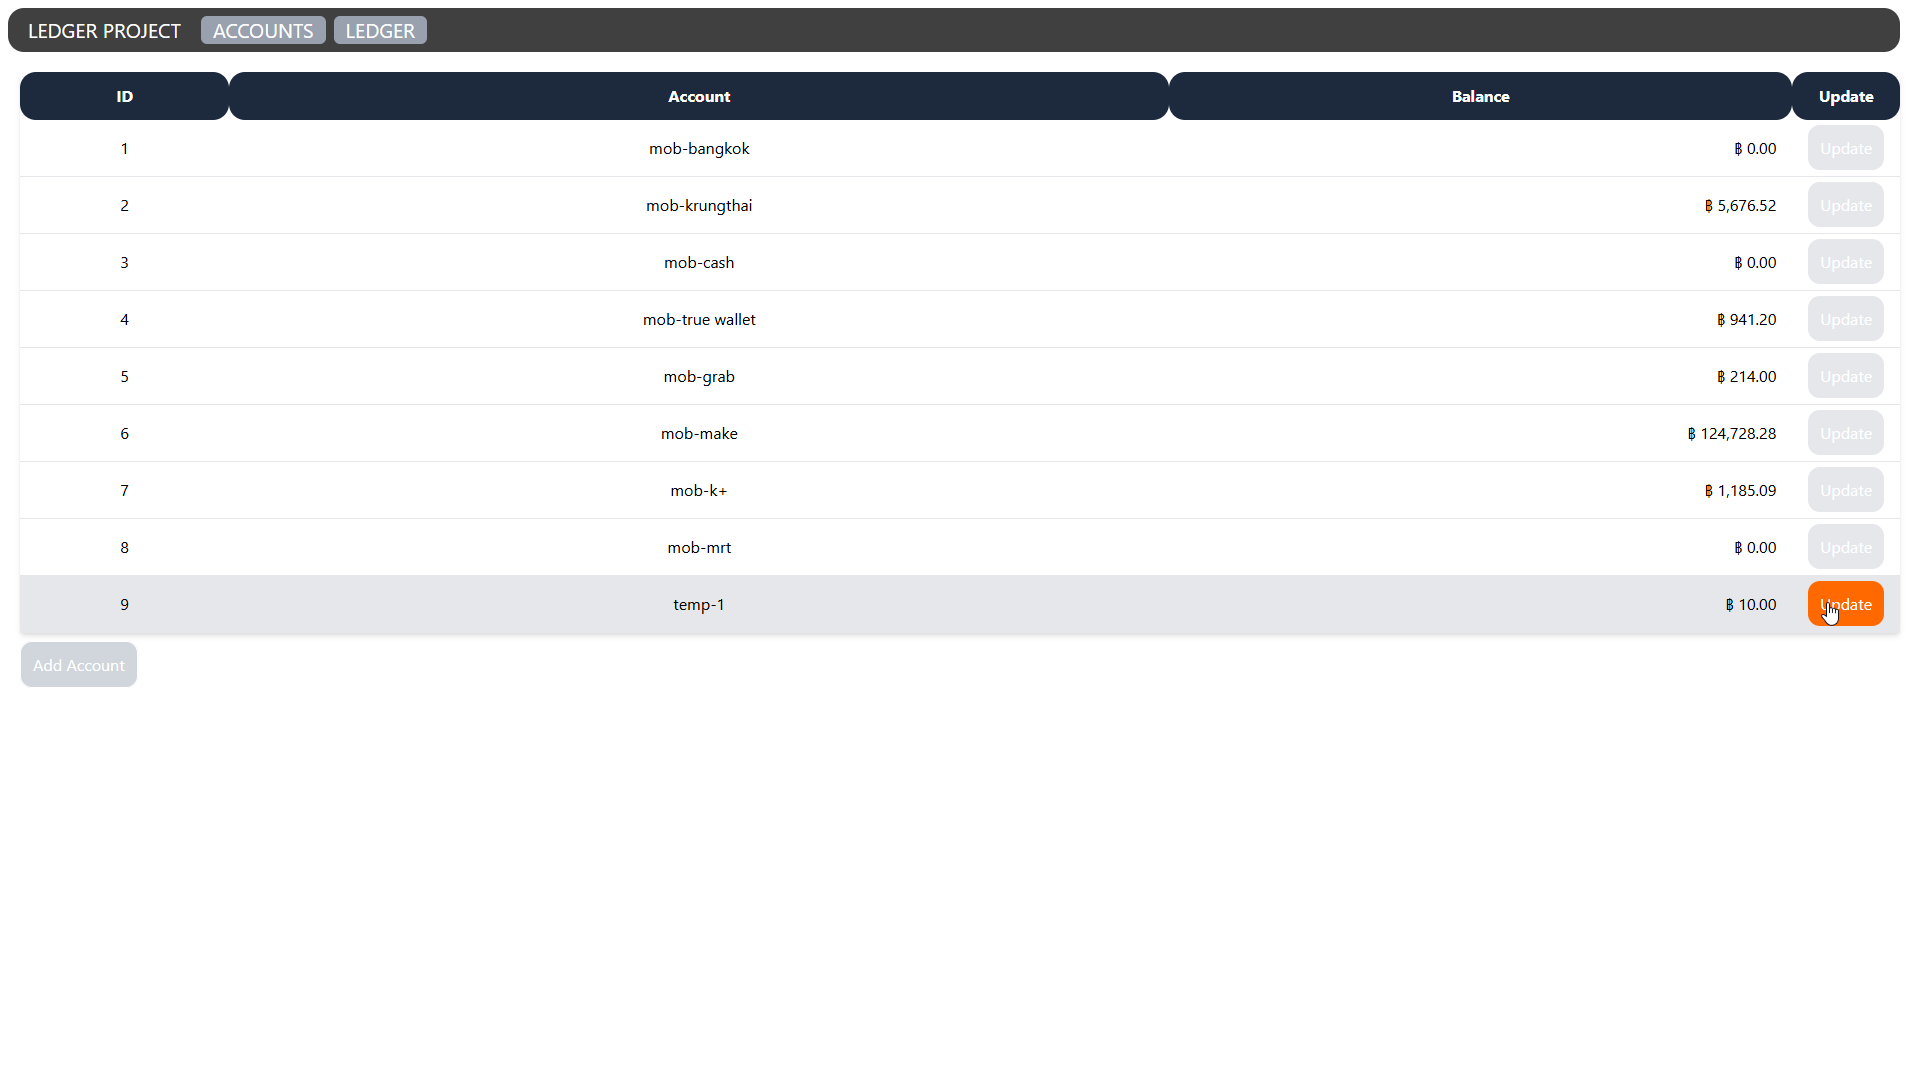 LEDGER PROJECT ACCOUNTS LEDGER
ID Account Balance Update
1 mob-bangkok ฿ 0.00 Update
2 mob-krungthai ฿ 5,676.52 Update
3 mob-cash ฿ 0.00 Update
4 mob-true wallet ฿ 941.20 Update
5 mob-grab ฿ 214.00 Update
6 mob-make ฿ 124,728.28 Update
7 mob-k+ ฿ 1,185.09 Update
8 mob-mrt ฿ 0.00 Update
9 temp-1 ฿ 10.00 Update
Add Account